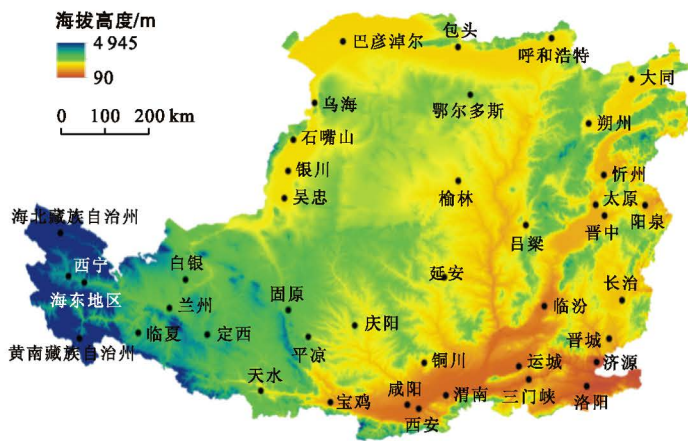 海拔高度/m
4 945
90
0 100 200 km
巴彦淖尔
包头
呼和浩特
大同
乌海
鄂尔多斯
朔州
石嘴山
银川
忻州
吴忠
榆林
太原
阳泉
晋中
吕梁
海北藏族自治州
西宁
海东地区
白银
延安
兰州
固原
临汾
长治
庆阳
临夏
定西
平凉
晋城
黄南藏族自治州
铜川
运城
济源
天水
宝鸡
咸阳
渭南
三门峡
洛阳
西安